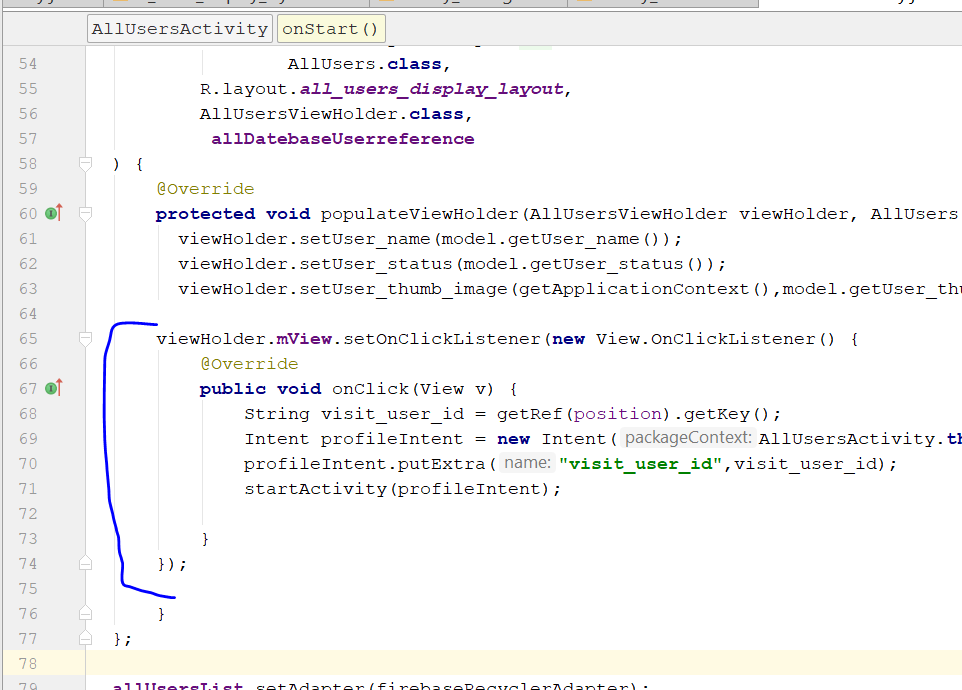 AllUsersActivity onStart()
54 AllUsers.class,
55 R.layout.all_users_display_layout,
56 AllUsersViewHolder.class,
57 allDatebaseUserreference
58 ) {
59 @Override
60 protected void populateViewHolder(AllUsersViewHolder viewHolder, AllUsers
61 viewHolder.setUser_name(model.getUser_name());
62 viewHolder.setUser_status(model.getUser_status());
63 viewHolder.setUser_thumb_image(getApplicationContext(),model.getUser_thu
64
65 viewHolder.mView.setOnClickListener(new View.OnClickListener() {
66 @Override
67 public void onClick(View v) {
68 String visit_user_id = getRef(position).getKey();
69 Intent profileIntent = new Intent( packageContext: AllUsersActivity.th
70 profileIntent.putExtra( name: "visit_user_id",visit_user_id);
71 startActivity(profileIntent);
72
73 }
74 });
75
76 }
77 };
78
79 allUsersList.setAdapter(firebaseRecyclerAdapter);